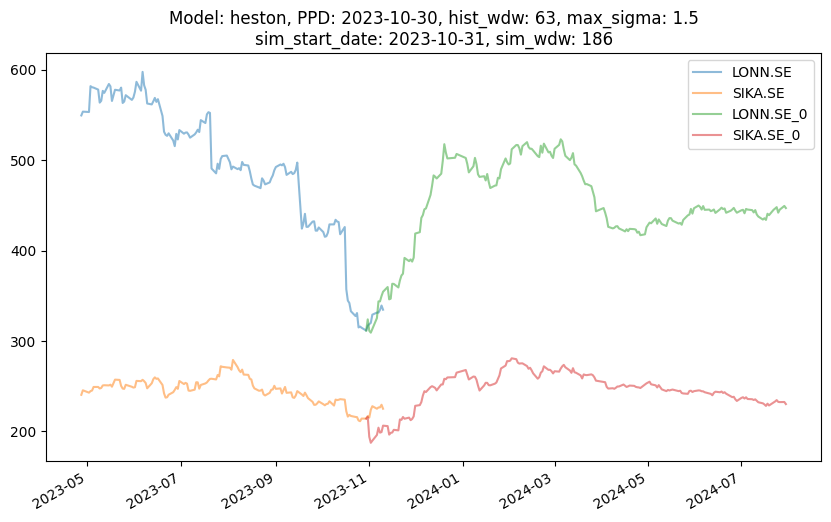 Model: heston, PPD: 2023-10-30, hist_wdw: 63, max_sigma: 1.5
sim_start_date: 2023-10-31, sim_wdw: 186
LONN.SE
SIKA.SE
LONN.SE_0
SIKA.SE_0
600
500
400
300
200
2023-05
2023-07
2023-09
2023-11
2024-01
2024-03
2024-05
2024-07